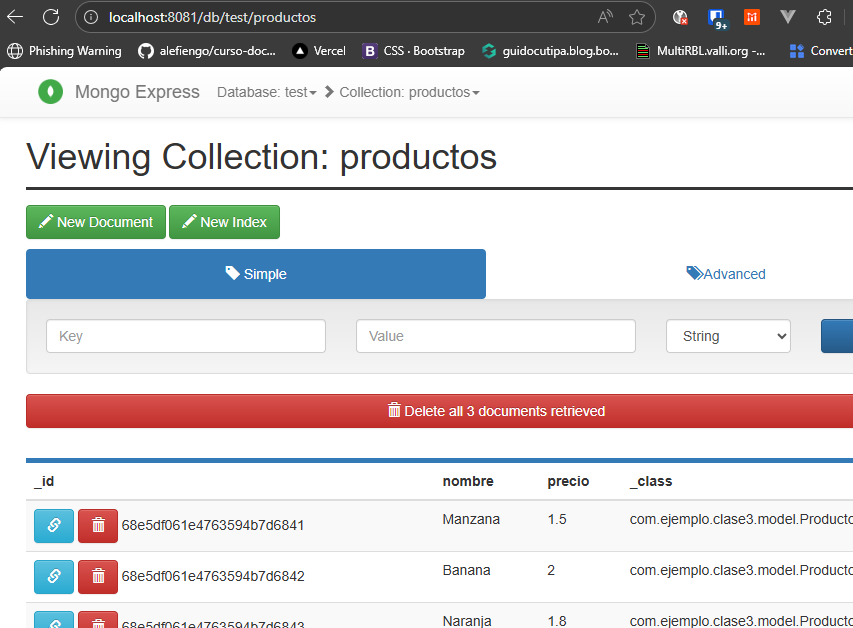 localhost:8081/db/test/productos
9+
Phishing Warning alefiengo/curso-doc... Vercel B CSS · Bootstrap guidocutipa.blog.bo... MultiRBL.valli.org -... Convert
Mongo Express Database: test Collection: productos
Viewing Collection: productos
New Document New Index
Simple Advanced
Key Value String
Delete all 3 documents retrieved
_id nombre precio _class
68e5df061e4763594b7d6841 Manzana 1.5 com.ejemplo.clase3.model.Producto
68e5df061e4763594b7d6842 Banana 2 com.ejemplo.clase3.model.Producto
68e5df061e4763594b7d6843 Naranja 1.8 com.ejemplo.clase3.model.Producto